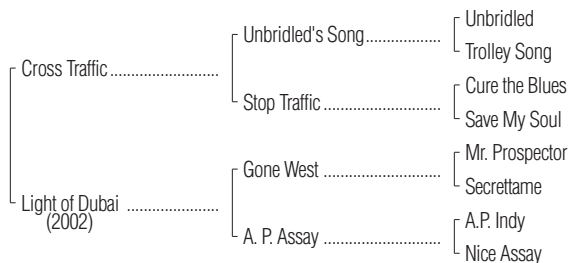 Cross Traffic ........................
Light of Dubai ....................
(2002)
Unbridled's Song................
Stop Traffic .........................
Gone West .........................
A. P. Assay .........................
Unbridled
Trolley Song
Cure the Blues
Save My Soul
Mr. Prospector
Secrettame
A.P. Indy
Nice Assay